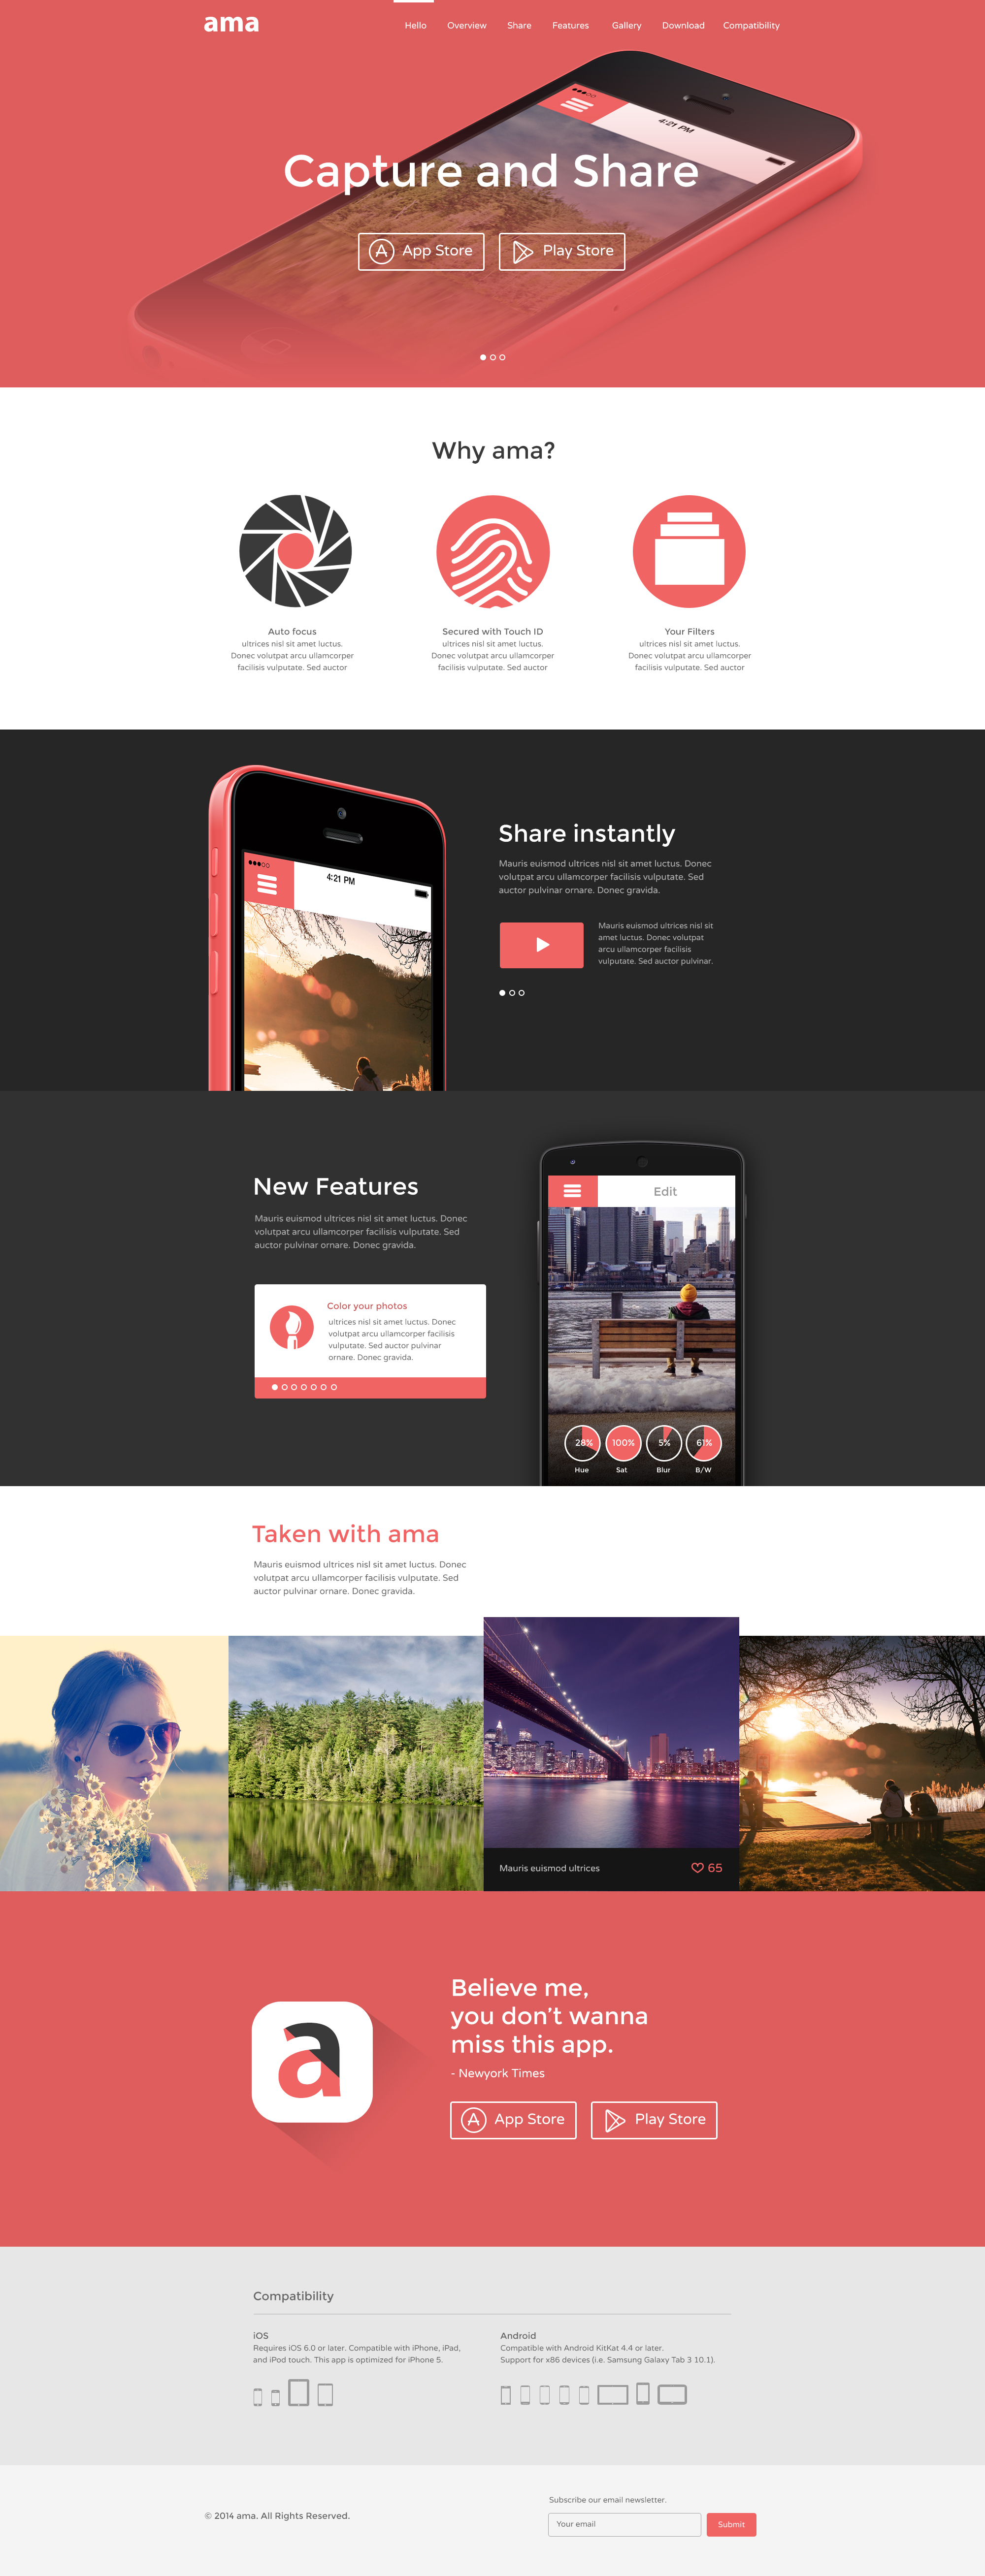 ama
Hello Overview Share Features Gallery Download Compatibility
4:21 PM
Capture and Share
App Store Play Store
Why ama?
Auto focus
ultrices nisl sit amet luctus.
Donec volutpat arcu ullamcorper
facilisis vulputate. Sed auctor
Secured with Touch ID
ultrices nisl sit amet luctus.
Donec volutpat arcu ullamcorper
facilisis vulputate. Sed auctor
Your Filters
ultrices nisl sit amet luctus.
Donec volutpat arcu ullamcorper
facilisis vulputate. Sed auctor
4:21 PM
Share instantly
Mauris euismod ultrices nisl sit amet luctus. Donec
volutpat arcu ullamcorper facilisis vulputate. Sed
auctor pulvinar ornare. Donec gravida.
Mauris euismod ultrices nisl sit
amet luctus. Donec volutpat
arcu ullamcorper facilisis
vulputate. Sed auctor pulvinar.
New Features
Mauris euismod ultrices nisl sit amet luctus. Donec
volutpat arcu ullamcorper facilisis vulputate. Sed
auctor pulvinar ornare. Donec gravida.
Color your photos
ultrices nisl sit amet luctus. Donec
volutpat arcu ullamcorper facilisis
vulputate. Sed auctor pulvinar
ornare. Donec gravida.
Edit
28% 100% 5% 61%
Hue Sat Blur B/W
Taken with ama
Mauris euismod ultrices nisl sit amet luctus. Donec
volutpat arcu ullamcorper facilisis vulputate. Sed
auctor pulvinar ornare. Donec gravida.
Mauris euismod ultrices 65
a
Believe me,
you don't wanna
miss this app.
- Newyork Times
App Store Play Store
Compatibility
iOS
Requires iOS 6.0 or later. Compatible with iPhone, iPad,
and iPod touch. This app is optimized for iPhone 5.
Android
Compatible with Android KitKat 4.4 or later.
Support for x86 devices (i.e. Samsung Galaxy Tab 3 10.1).
© 2014 ama. All Rights Reserved.
Subscribe our email newsletter.
Your email Submit